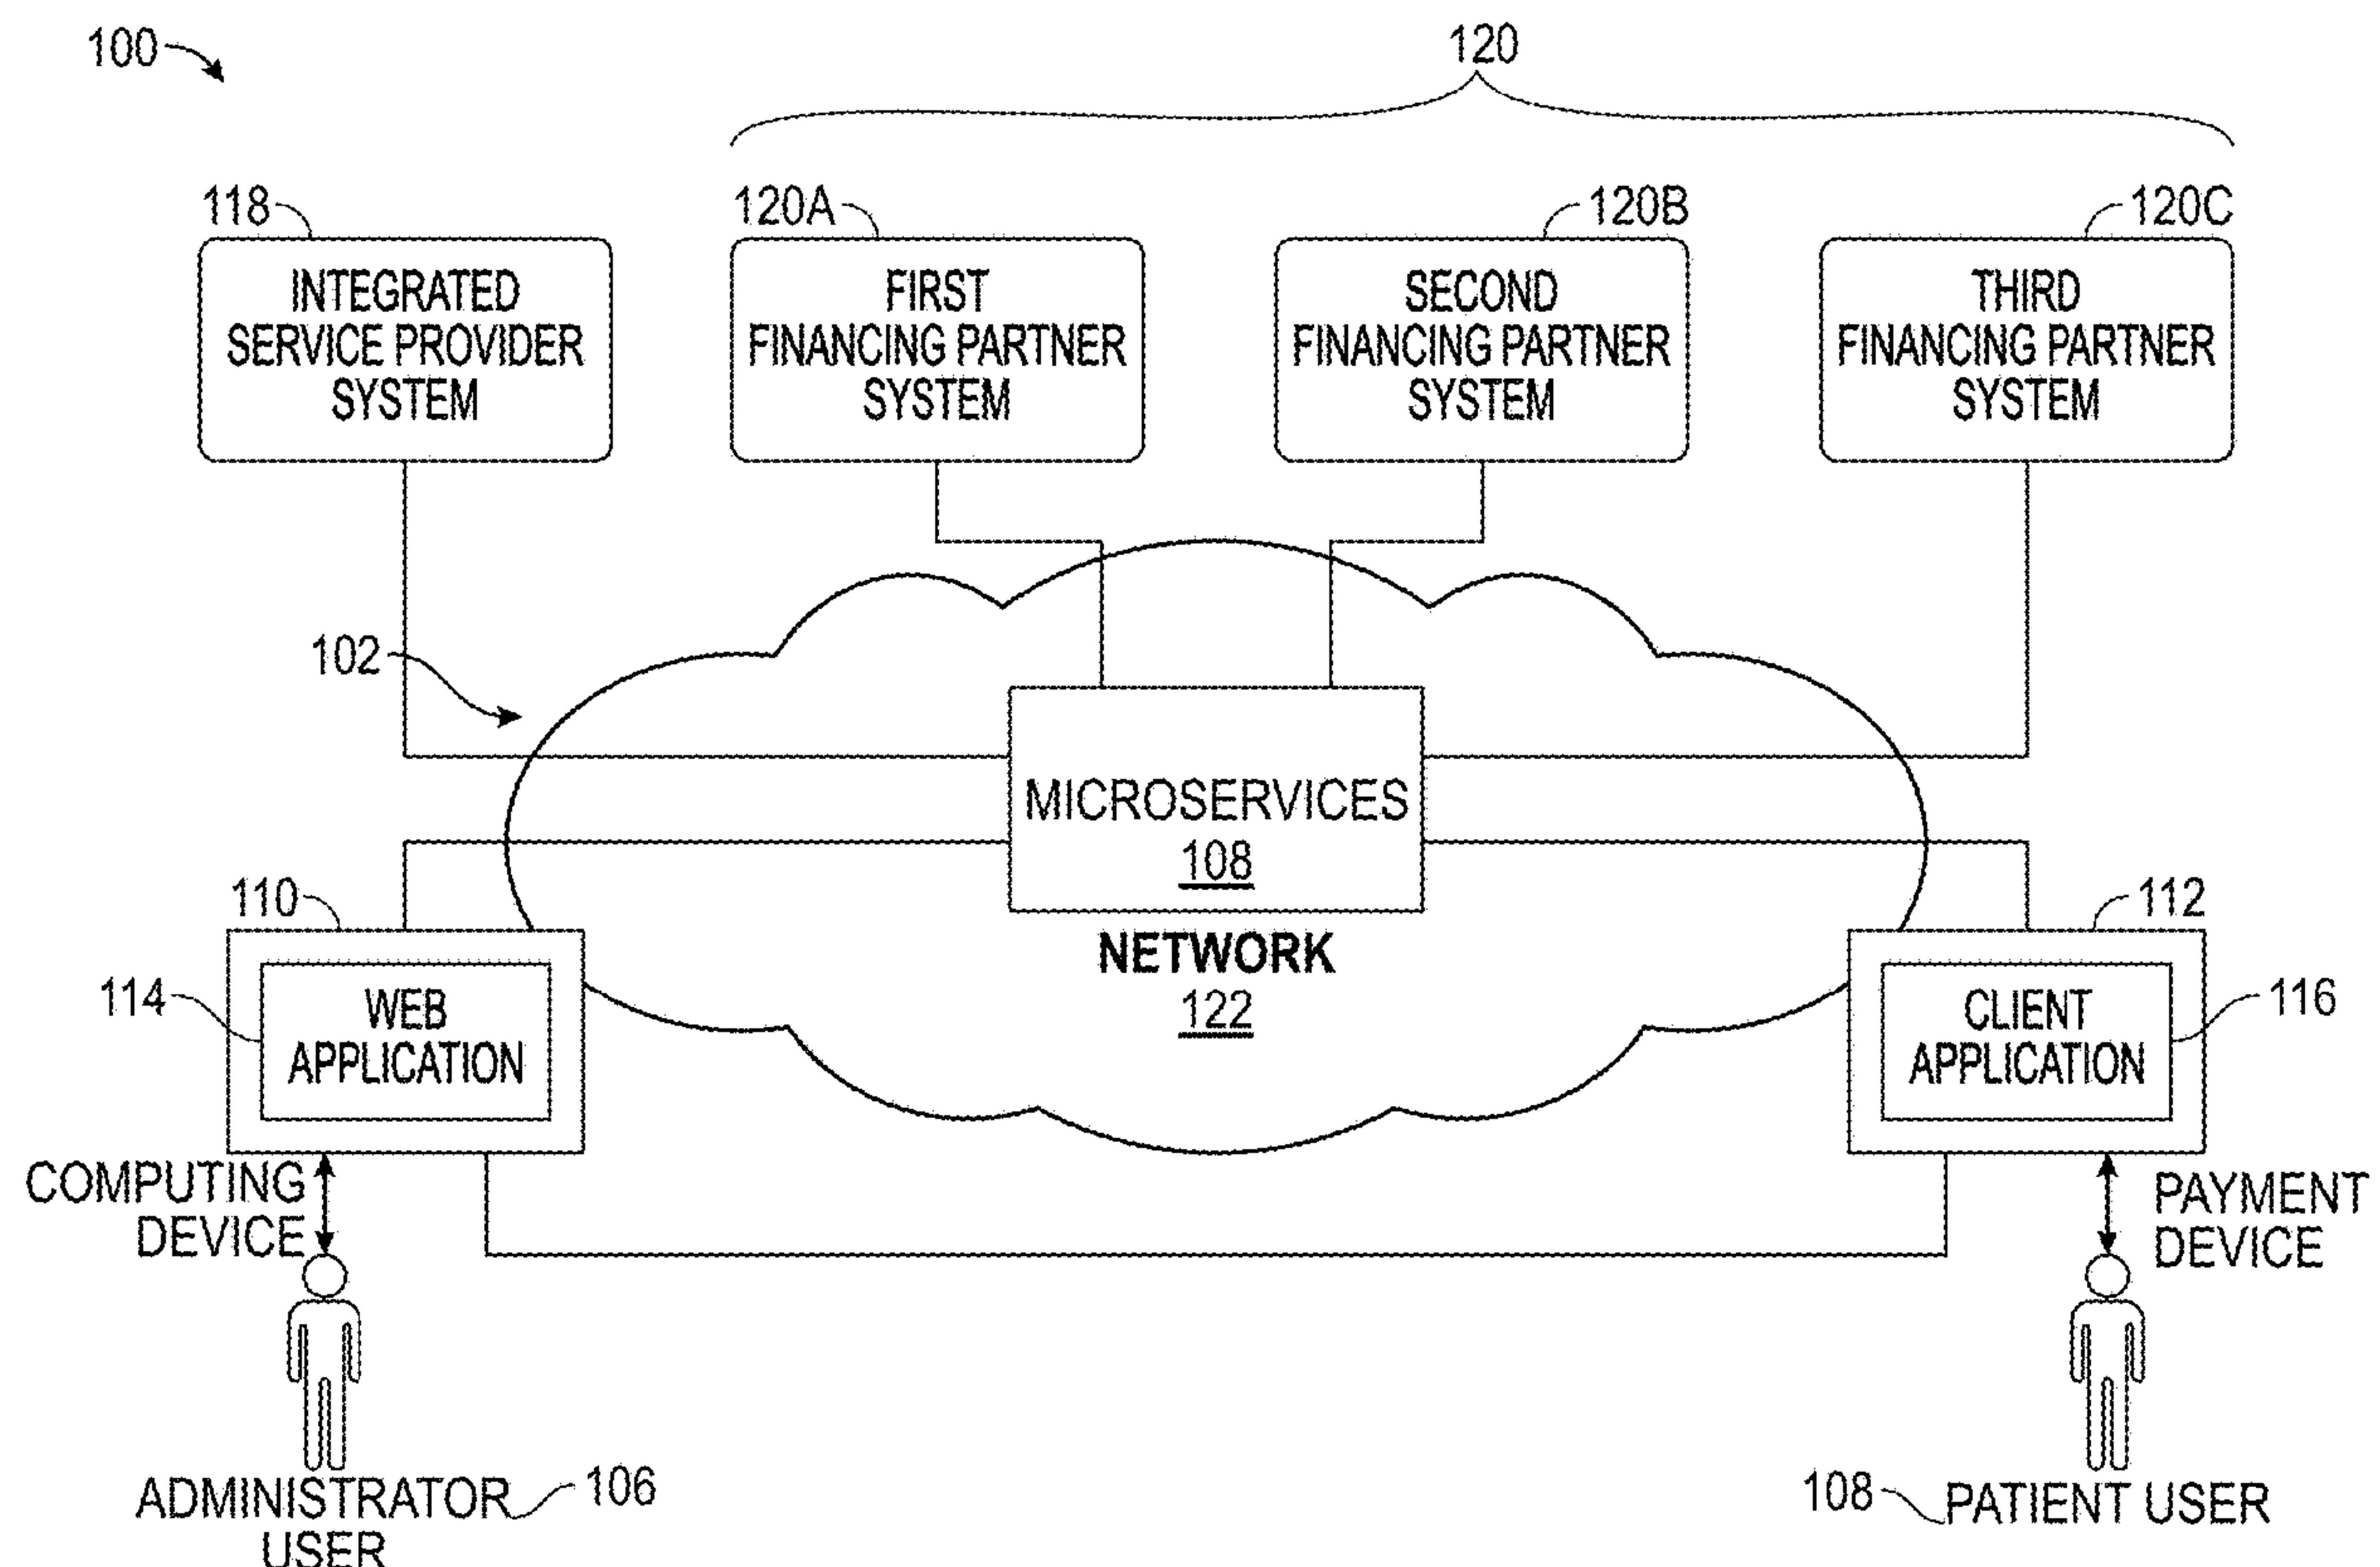 100
120
118
120A
120B
120C
INTEGRATED
SERVICE PROVIDER
SYSTEM
FIRST
FINANCING PARTNER
SYSTEM
SECOND
FINANCING PARTNER
SYSTEM
THIRD
FINANCING PARTNER
SYSTEM
102
MICROSERVICES
108
NETWORK
122
110
114
WEB
APPLICATION
112
116
CLIENT
APPLICATION
COMPUTING
DEVICE
PAYMENT
DEVICE
ADMINISTRATOR
USER
106
108
PATIENT USER